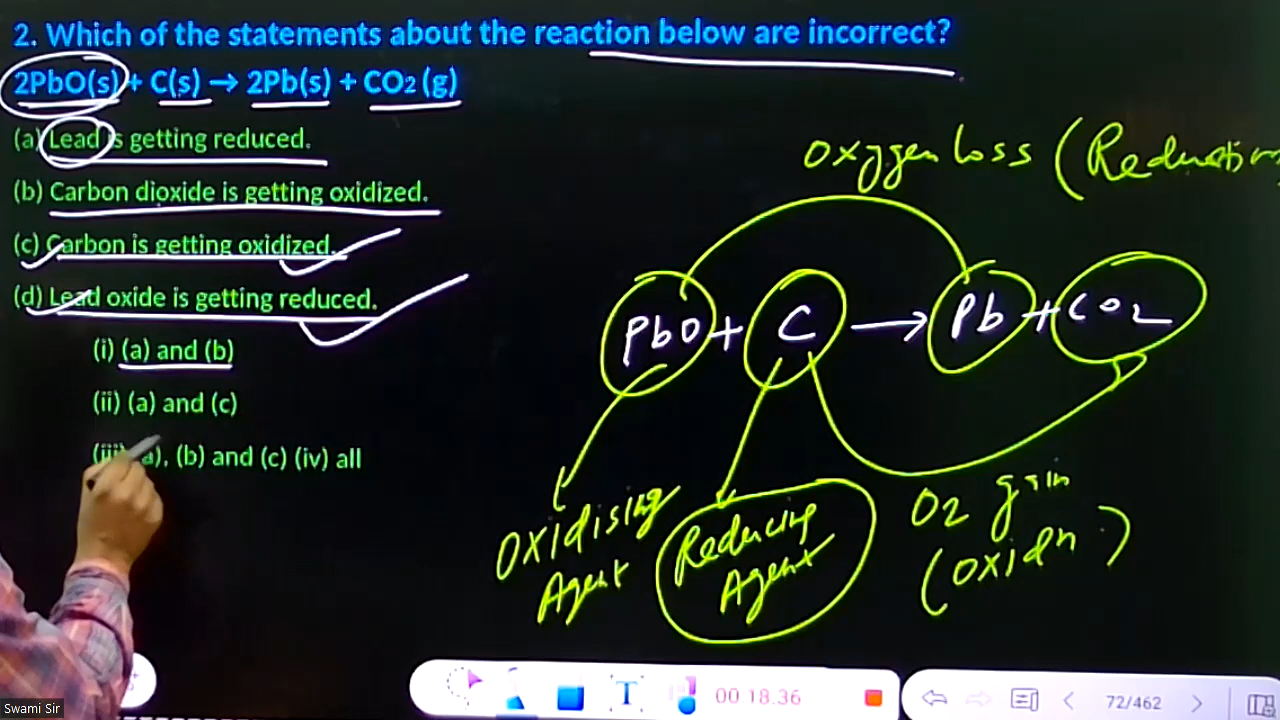 2. Which of the statements about the reaction below are incorrect?
2PbO(s) + C(s) → 2Pb(s) + CO2 (g)
(a) Lead is getting reduced.
(b) Carbon dioxide is getting oxidized.
(c) Carbon is getting oxidized.
(d) Lead oxide is getting reduced.
(i) (a) and (b)
(ii) (a) and (c)
(iii) (a), (b) and (c) (iv) all
Oxygen loss (Reduction
PbO + C → Pb + CO2
Oxidising
Agent
Reducing
Agent
O2 gain
(oxidn)
00 18.36
72/462
Swami Sir